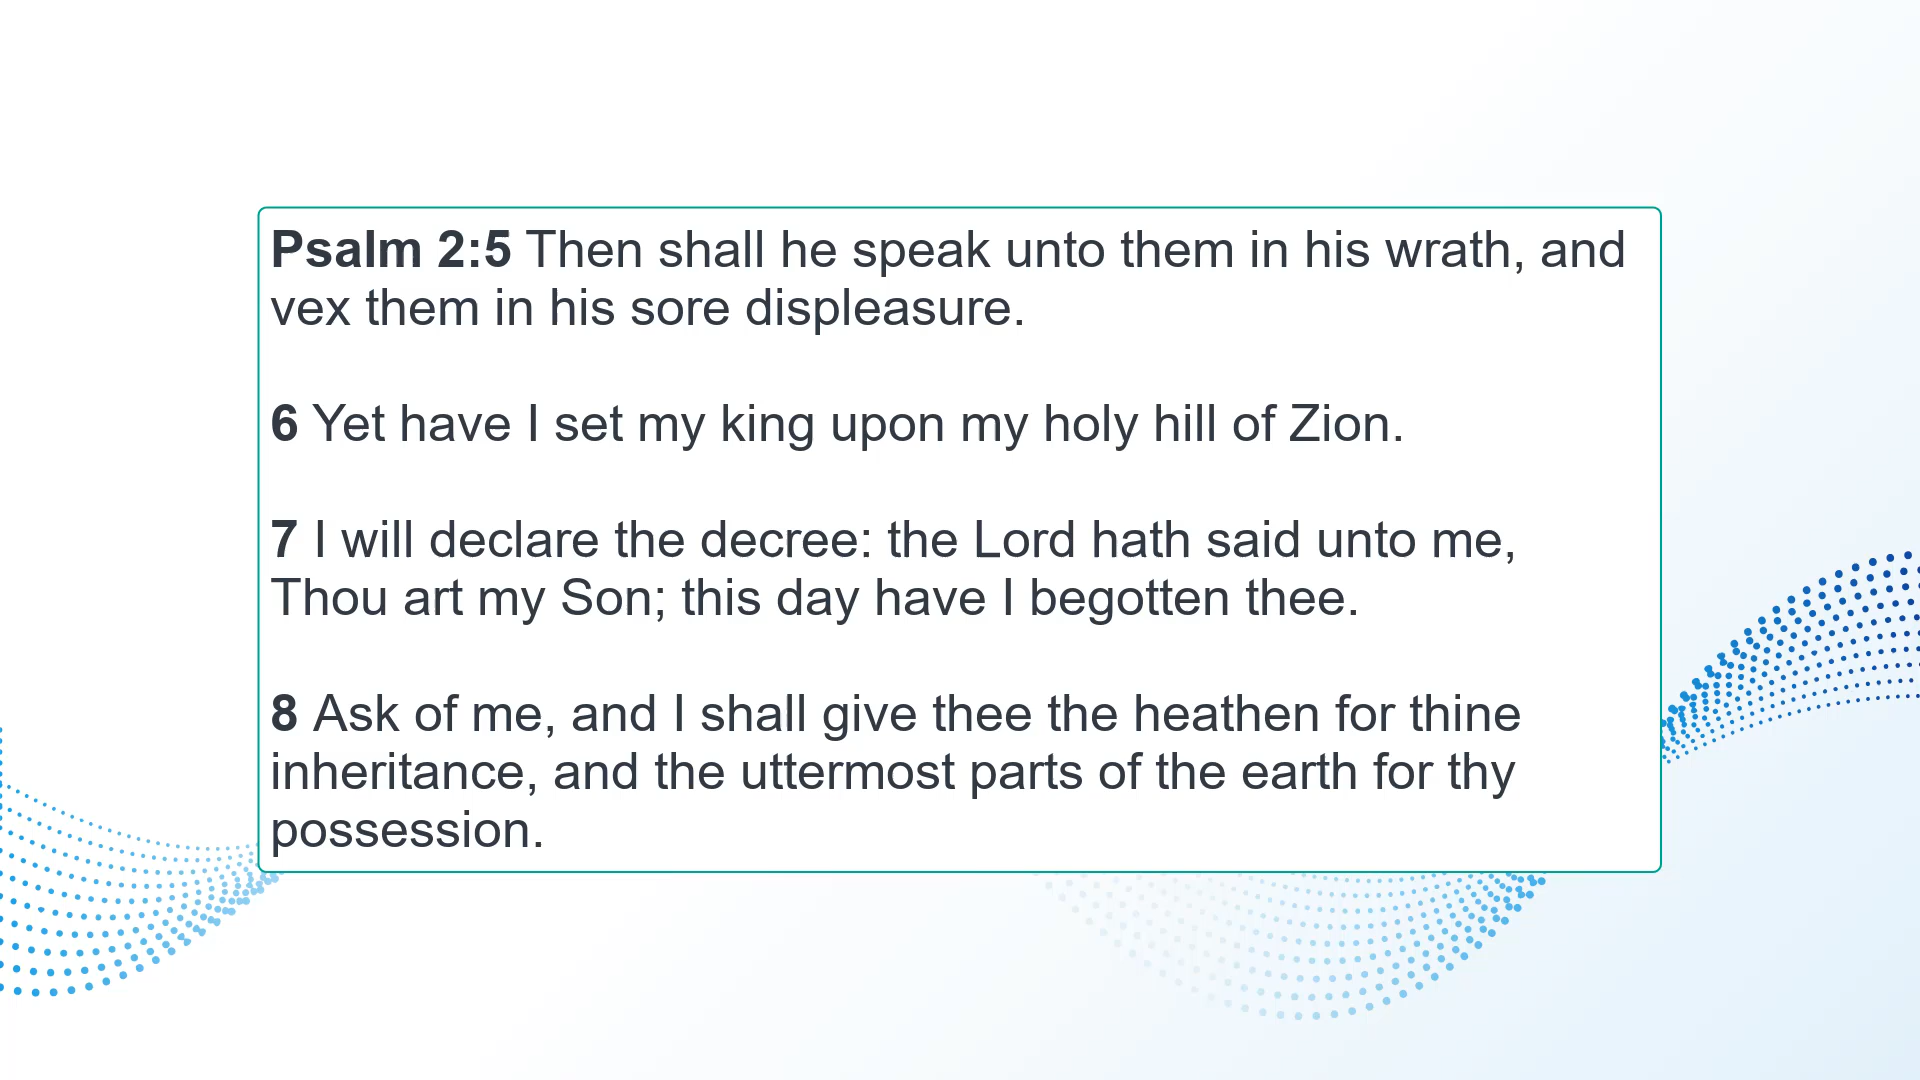 Psalm 2:5 Then shall he speak unto them in his wrath, and
vex them in his sore displeasure.
6 Yet have I set my king upon my holy hill of Zion.
7 I will declare the decree: the Lord hath said unto me,
Thou art my Son; this day have I begotten thee.
8 Ask of me, and I shall give thee the heathen for thine
inheritance, and the uttermost parts of the earth for thy
possession.